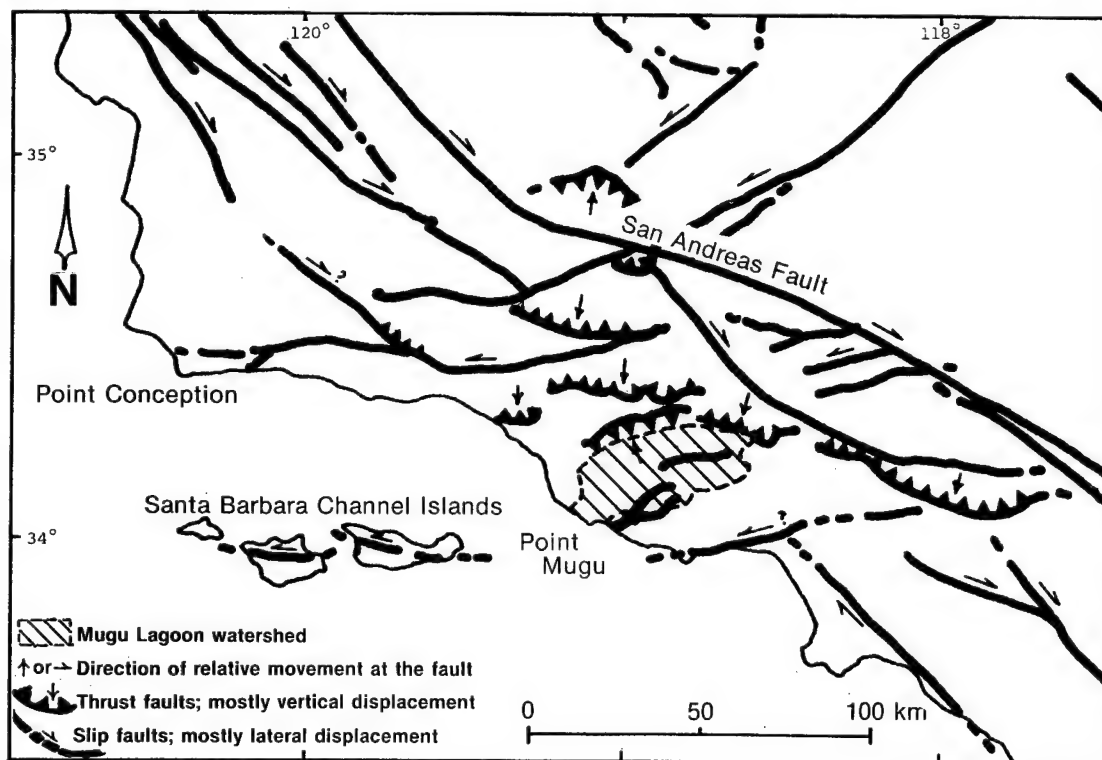 120°
118°
35°
San Andreas Fault
?
N
Point Conception
Santa Barbara Channel Islands
34°
Point
Mugu
?
Mugu Lagoon watershed
or Direction of relative movement at the fault
Thrust faults; mostly vertical displacement
Slip faults; mostly lateral displacement
0 50 100 km